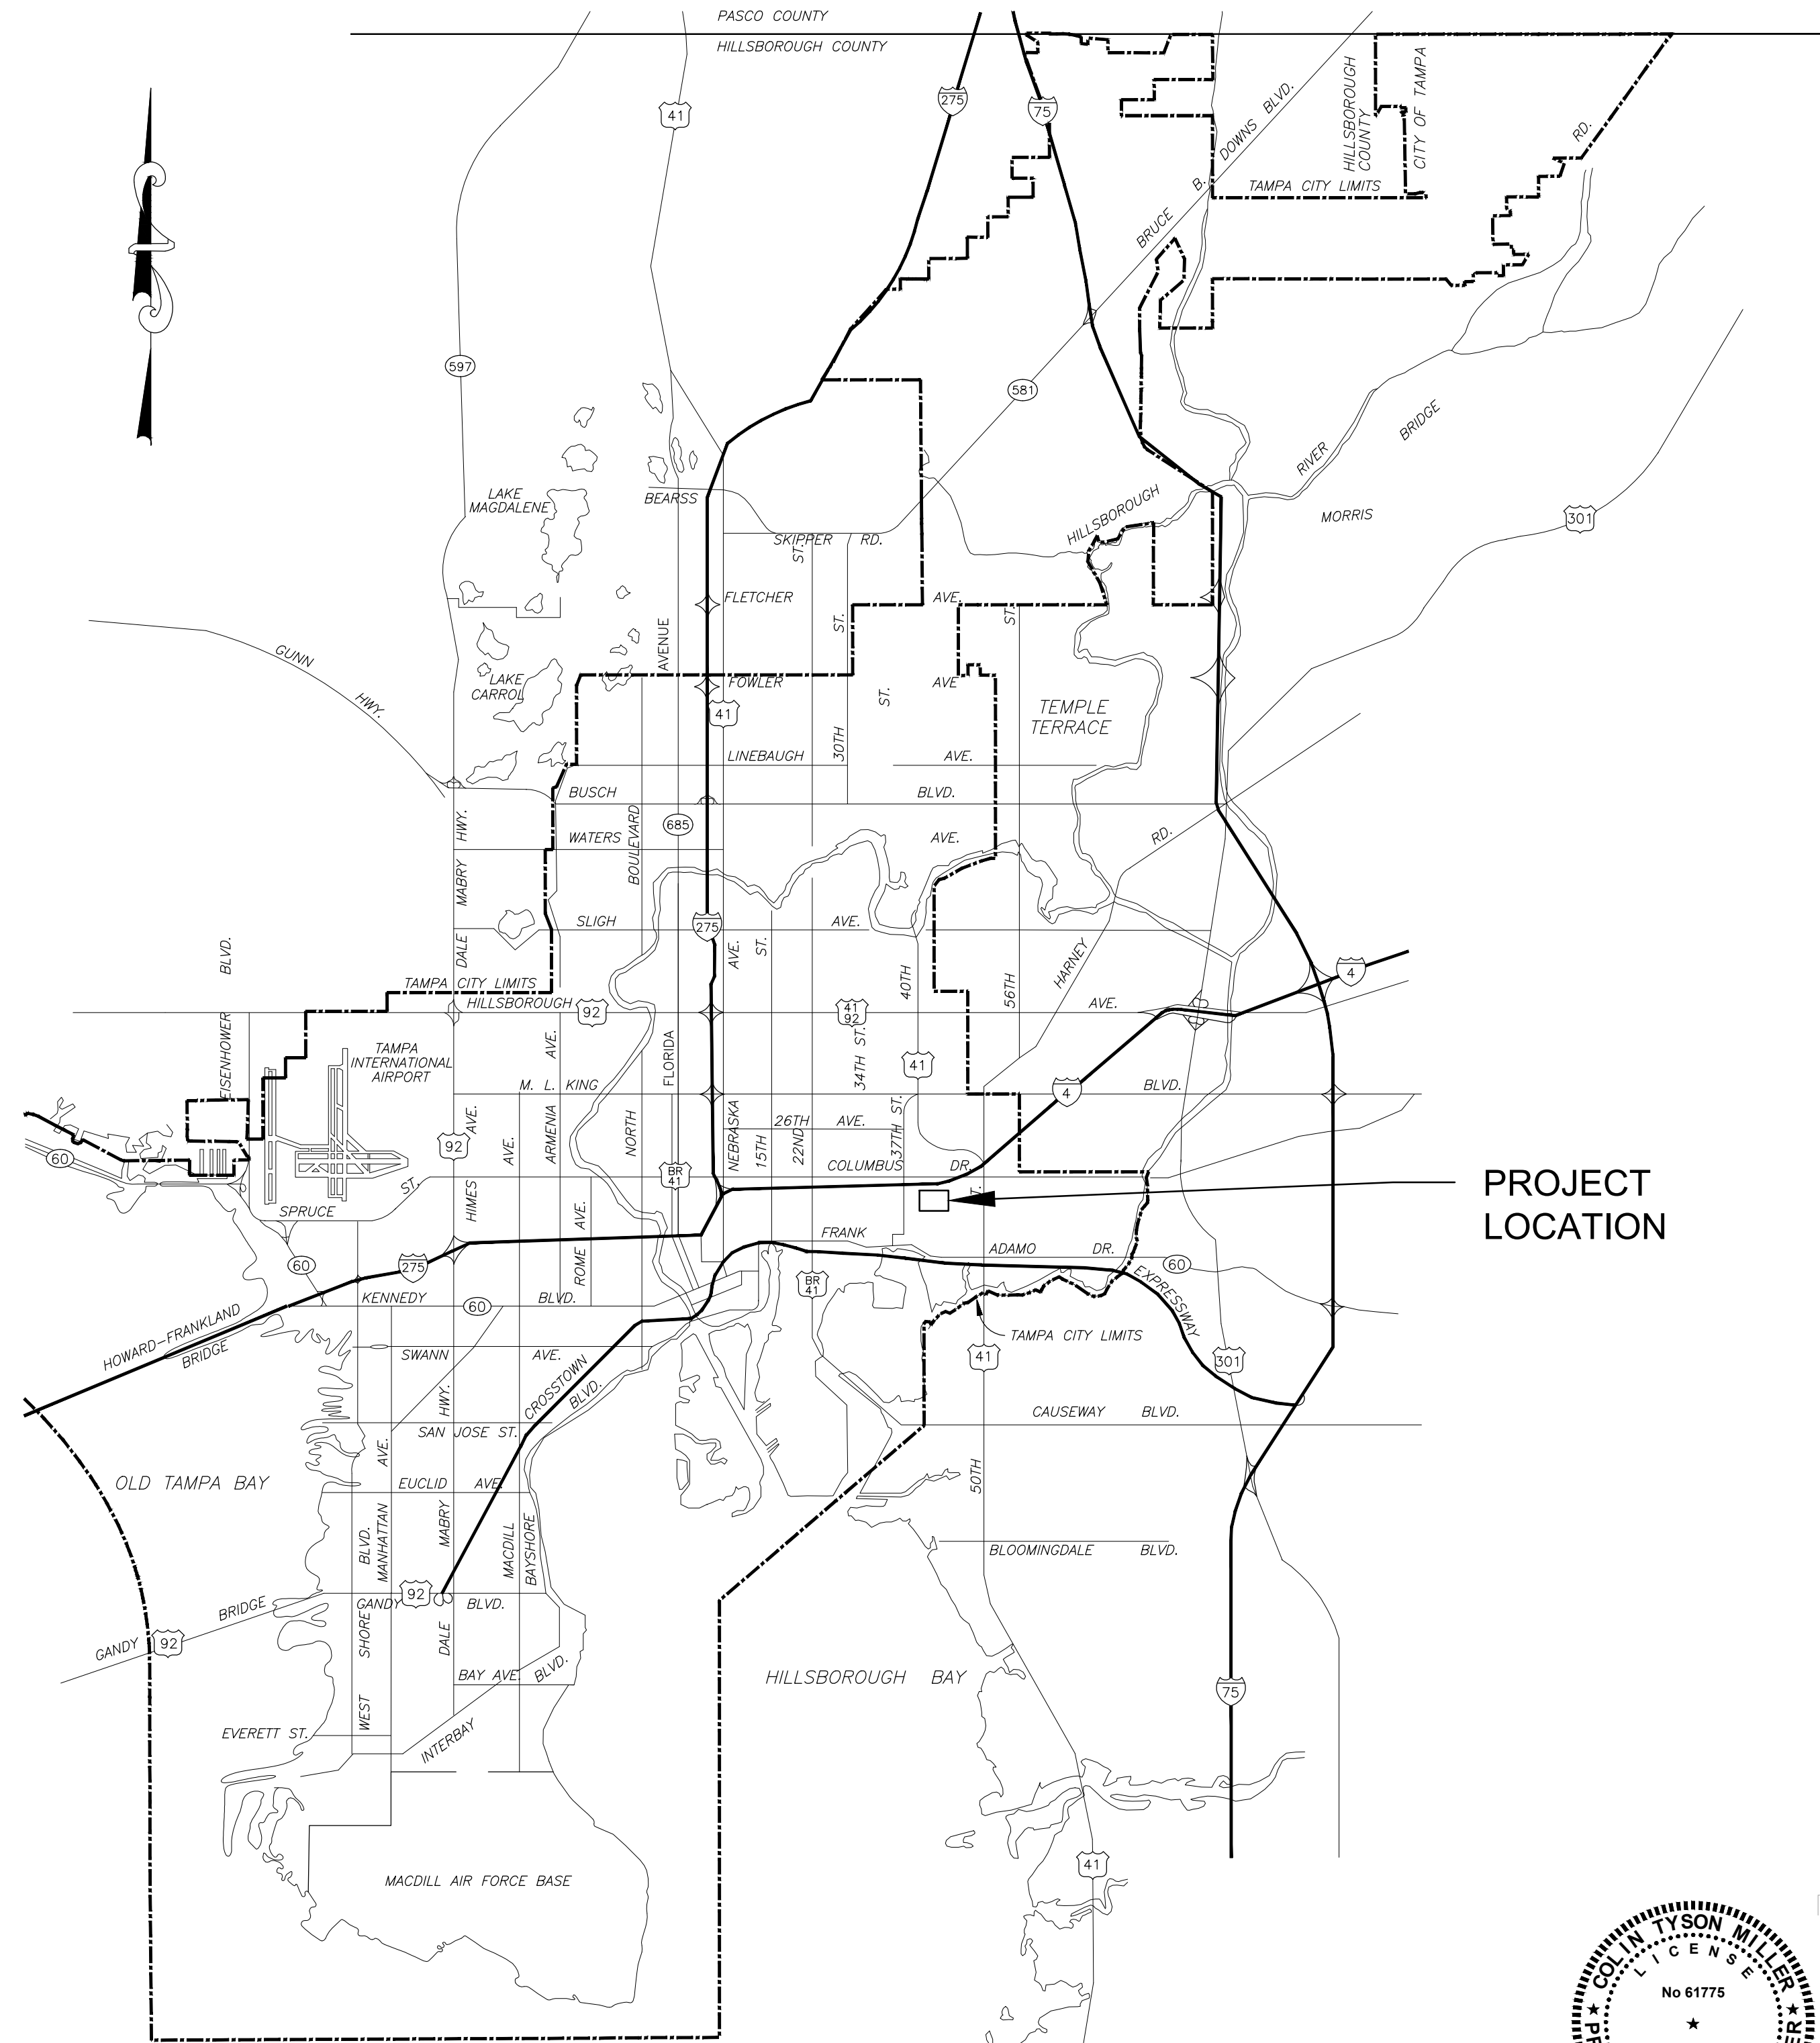 PASCO COUNTY
HILLSBOROUGH COUNTY
275
75
41
HILLSBOROUGH
COUNTY
CITY OF TAMPA
BRUCE B. DOWNS BLVD.
RD.
TAMPA CITY LIMITS
597
581
BRIDGE
RIVER
HILLSBOROUGH
MORRIS
301
LAKE
MAGDALENE
BEARSS
SKIPPER RD.
ST.
FLETCHER
AVE.
ST.
ST.
AVENUE
GUNN
HWY.
LAKE
CARROL
FOWLER
AVE
ST.
41
TEMPLE
TERRACE
30TH
LINEBAUGH
AVE.
BUSCH
BLVD.
685
HWY.
WATERS
AVE.
RD.
BOULEVARD
MABRY
SLIGH
275
AVE.
AVE.
ST.
BLVD.
DALE
HARNEY
40TH
56TH
4
TAMPA CITY LIMITS
HILLSBOROUGH
92
41
92
AVE.
EISENHOWER
TAMPA
INTERNATIONAL
AIRPORT
AVE.
FLORIDA
34TH ST.
41
M. L. KING
4
BLVD.
AVE.
92
AVE.
ARMENIA
NORTH
NEBRASKA
15TH
22ND
26TH AVE.
37TH ST.
60
BR
41
COLUMBUS DR.
PROJECT
LOCATION
ST.
SPRUCE
HIMES
ROME AVE.
ST.
FRANK
ADAMO DR.
60
60
275
BR
41
EXPRESSWAY
KENNEDY
60
BLVD.
HOWARD-FRANKLAND
BRIDGE
TAMPA CITY LIMITS
SWANN
AVE.
41
301
CROSSTOWN
BLVD.
HWY.
SAN JOSE ST.
CAUSEWAY BLVD.
AVE.
OLD TAMPA BAY
EUCLID AVE.
50TH
BLVD.
MANHATTAN
MABRY
MACDILL
BAYSHORE
BLOOMINGDALE BLVD.
92
GANDY
BLVD.
BRIDGE
GANDY
92
SHORE
DALE
HILLSBOROUGH BAY
BAY AVE.
BLVD.
75
WEST
EVERETT ST.
INTERBAY
41
MACDILL AIR FORCE BASE
COLIN TYSON MILLER
LICENSE
No 61775